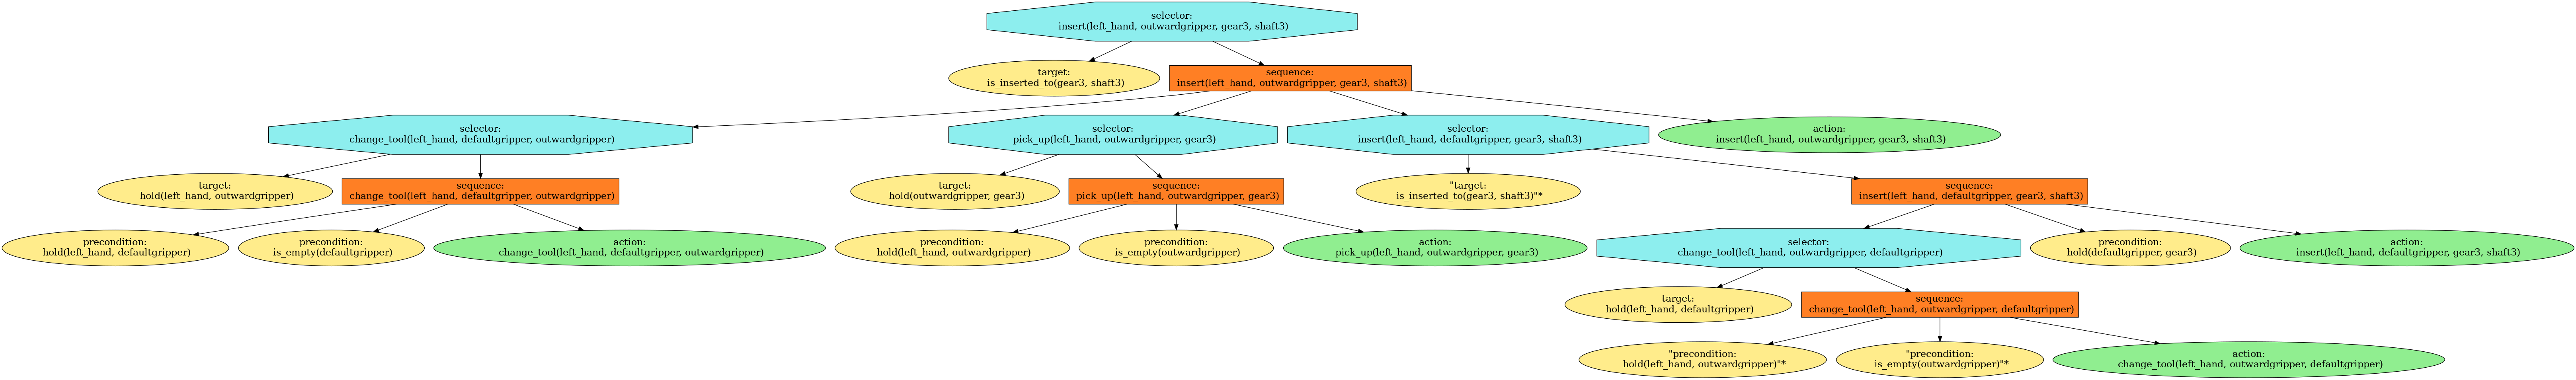 selector:
insert(left_hand, outwardgripper, gear3, shaft3)
target:
is_inserted_to(gear3, shaft3)
sequence:
insert(left_hand, outwardgripper, gear3, shaft3)
selector:
change_tool(left_hand, defaultgripper, outwardgripper)
selector:
pick_up(left_hand, outwardgripper, gear3)
selector:
insert(left_hand, defaultgripper, gear3, shaft3)
action:
insert(left_hand, outwardgripper, gear3, shaft3)
target:
hold(left_hand, outwardgripper)
sequence:
change_tool(left_hand, defaultgripper, outwardgripper)
target:
hold(outwardgripper, gear3)
sequence:
pick_up(left_hand, outwardgripper, gear3)
"target:
is_inserted_to(gear3, shaft3)"*
sequence:
insert(left_hand, defaultgripper, gear3, shaft3)
precondition:
hold(left_hand, defaultgripper)
precondition:
is_empty(defaultgripper)
action:
change_tool(left_hand, defaultgripper, outwardgripper)
precondition:
hold(left_hand, outwardgripper)
precondition:
is_empty(outwardgripper)
action:
pick_up(left_hand, outwardgripper, gear3)
selector:
change_tool(left_hand, outwardgripper, defaultgripper)
precondition:
hold(defaultgripper, gear3)
action:
insert(left_hand, defaultgripper, gear3, shaft3)
target:
hold(left_hand, defaultgripper)
sequence:
change_tool(left_hand, outwardgripper, defaultgripper)
"precondition:
hold(left_hand, outwardgripper)"*
"precondition:
is_empty(outwardgripper)"*
action:
change_tool(left_hand, outwardgripper, defaultgripper)